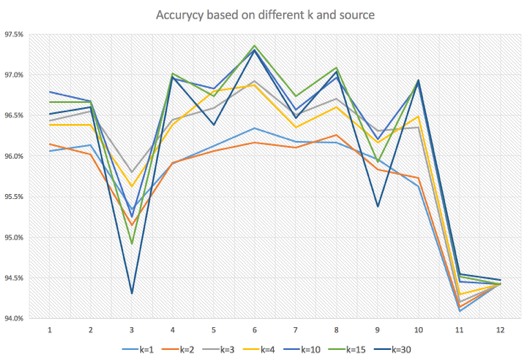 Accurycy based on different k and source
97.5%
97.0%
96.5%
96.0%
95.5%
95.0%
94.5%
94.0%
1 2 3 4 5 6 7 8 9 10 11 12
k=1 k=2 k=3 k=4 k=10 k=15 k=30